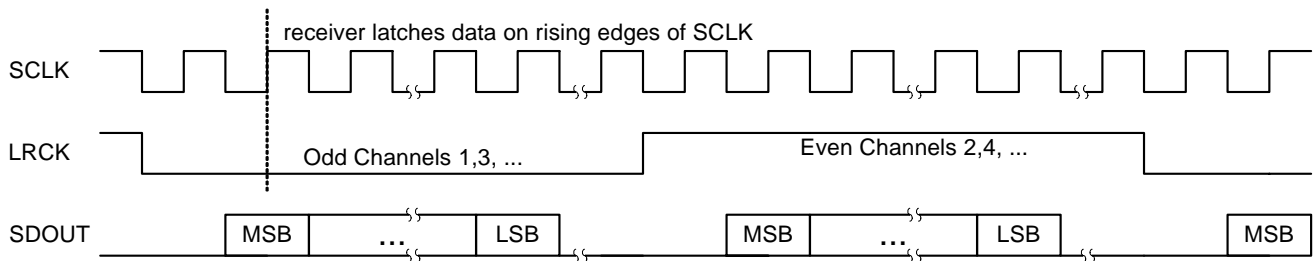 receiver latches data on rising edges of SCLK
SCLK
LRCK
Odd Channels 1,3, ...
Even Channels 2,4, ...
SDOUT
MSB ... LSB MSB ... LSB MSB